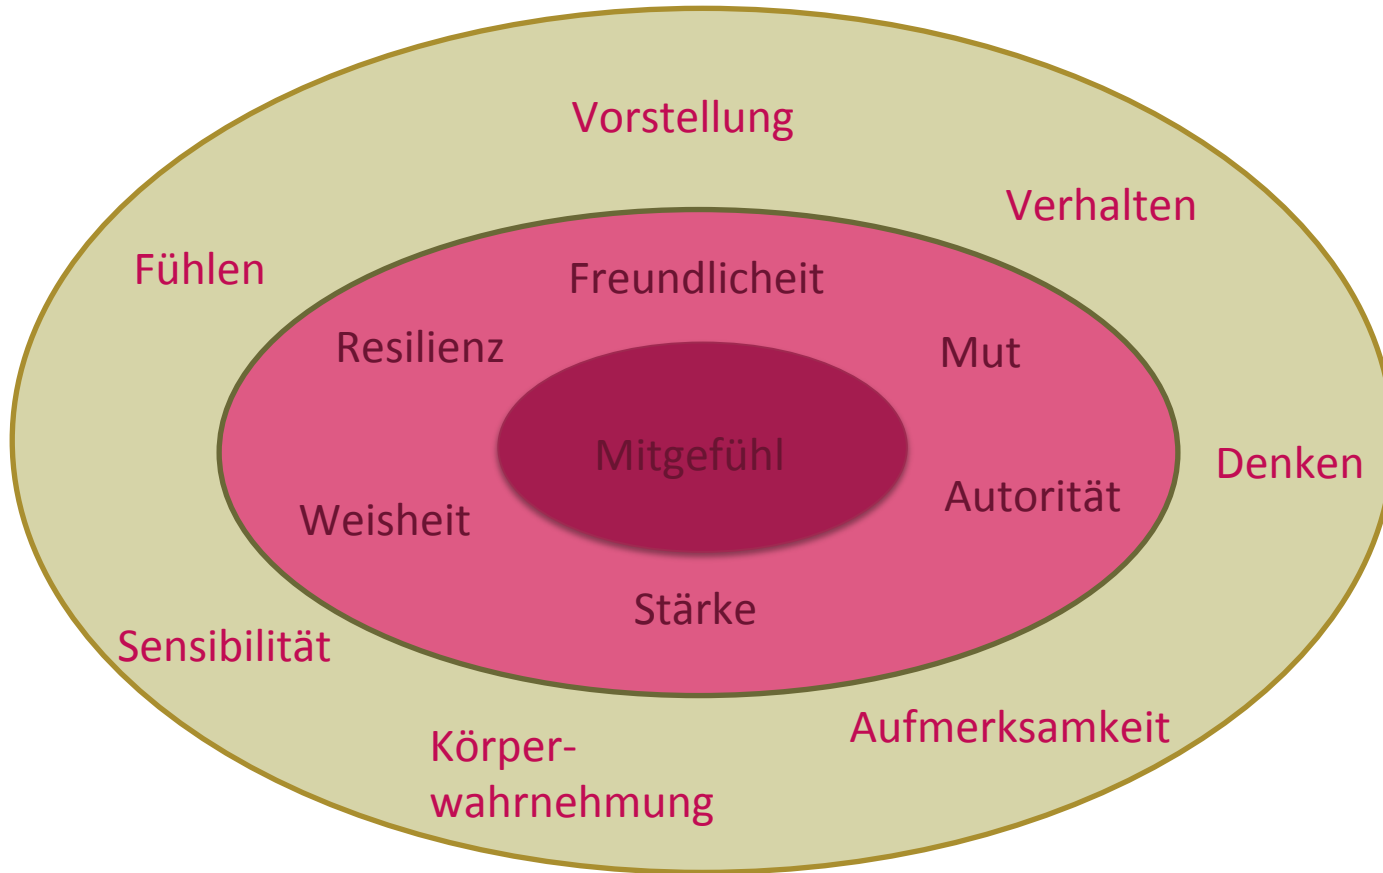 Vorstellung
Verhalten
Fühlen
Freundlicheit
Resilienz
Mut
Mitgefühl
Denken
Autorität
Weisheit
Stärke
Sensibilität
Aufmerksamkeit
Körper-
wahrnehmung